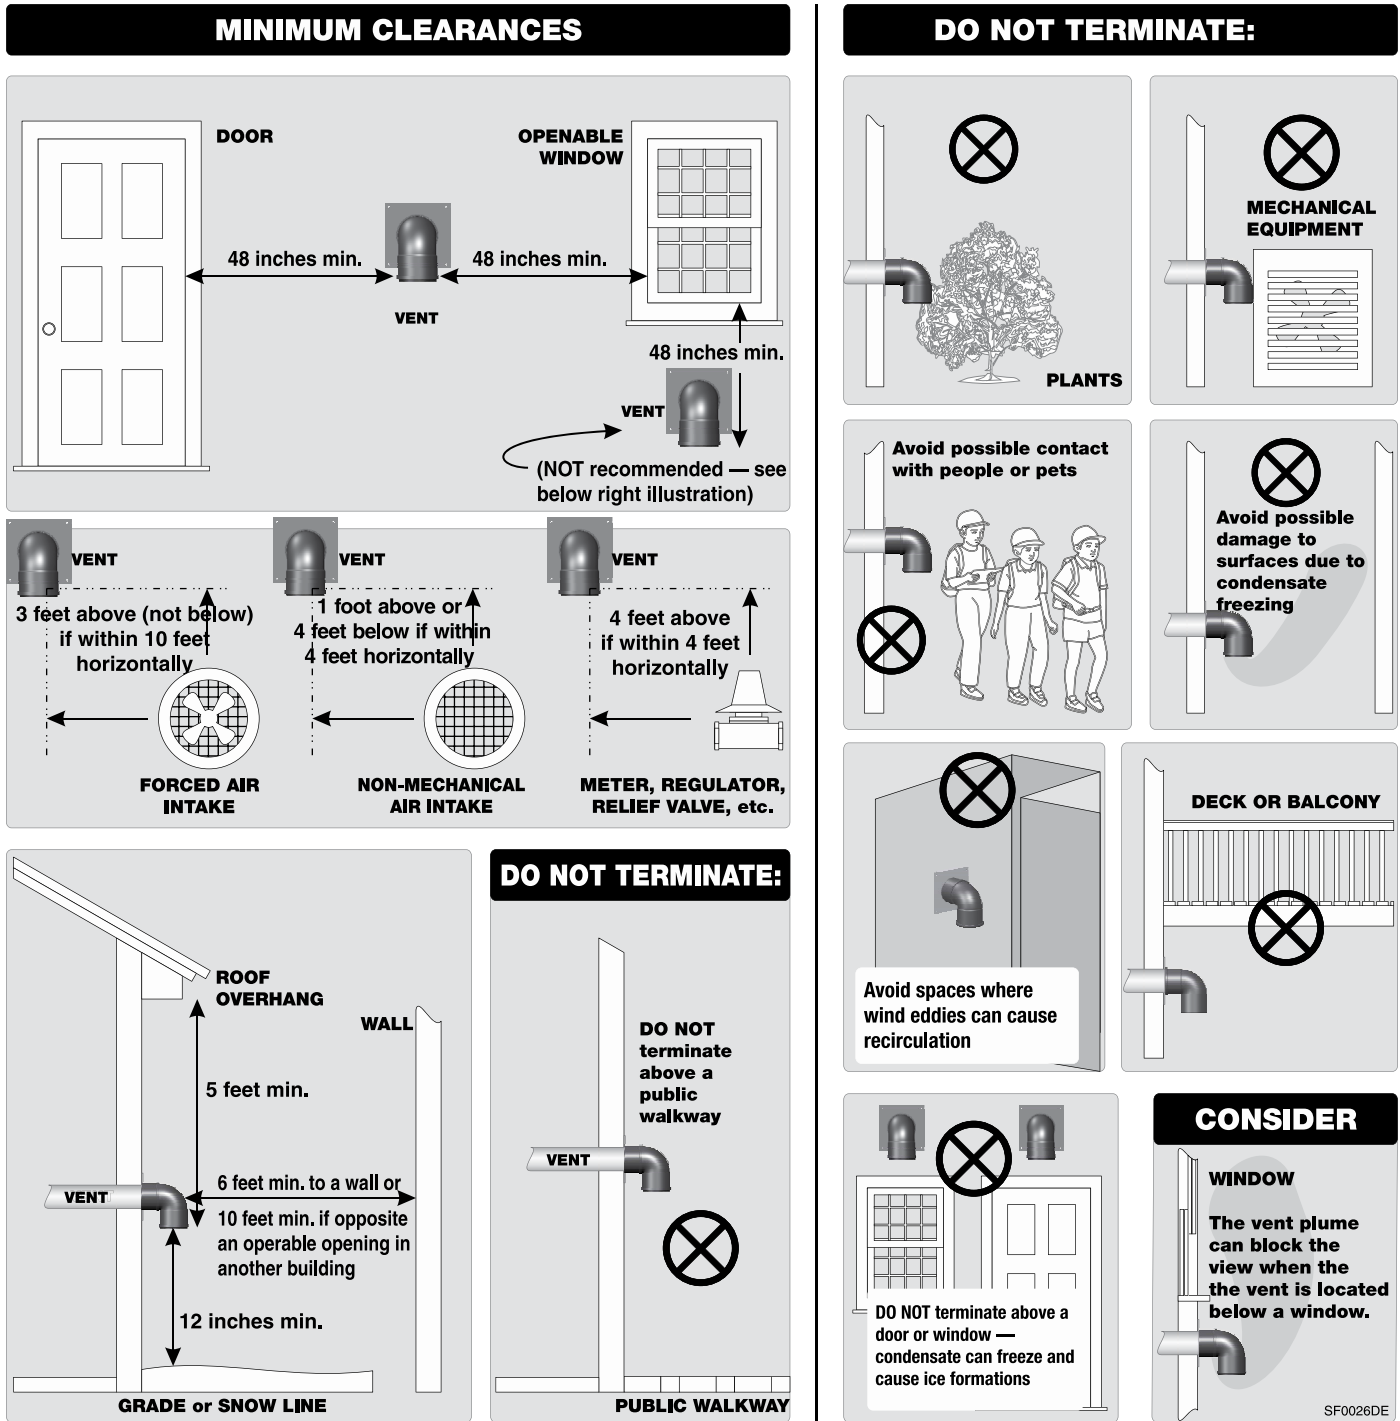 MINIMUM CLEARANCES
DOOR
OPENABLE
WINDOW
48 inches min.
48 inches min.
VENT
48 inches min.
VENT
(NOT recommended — see
below right illustration)
VENT
3 feet above (not below)
if within 10 feet
horizontally
FORCED AIR
INTAKE
VENT
1 foot above or
4 feet below if within
4 feet horizontally
NON-MECHANICAL
AIR INTAKE
VENT
4 feet above
if within 4 feet
horizontally
METER, REGULATOR,
RELIEF VALVE, etc.
ROOF
OVERHANG
WALL
5 feet min.
VENT
6 feet min. to a wall or
10 feet min. if opposite
an operable opening in
another building
12 inches min.
GRADE or SNOW LINE
DO NOT TERMINATE:
DO NOT
terminate
above a
public
walkway
VENT
PUBLIC WALKWAY
DO NOT TERMINATE:
PLANTS
MECHANICAL
EQUIPMENT
Avoid possible contact
with people or pets
Avoid possible
damage to
surfaces due to
condensate
freezing
Avoid spaces where
wind eddies can cause
recirculation
DECK OR BALCONY
DO NOT terminate above a
door or window —
condensate can freeze and
cause ice formations
CONSIDER
WINDOW
The vent plume
can block the
view when the
the vent is located
below a window.
SF0026DE